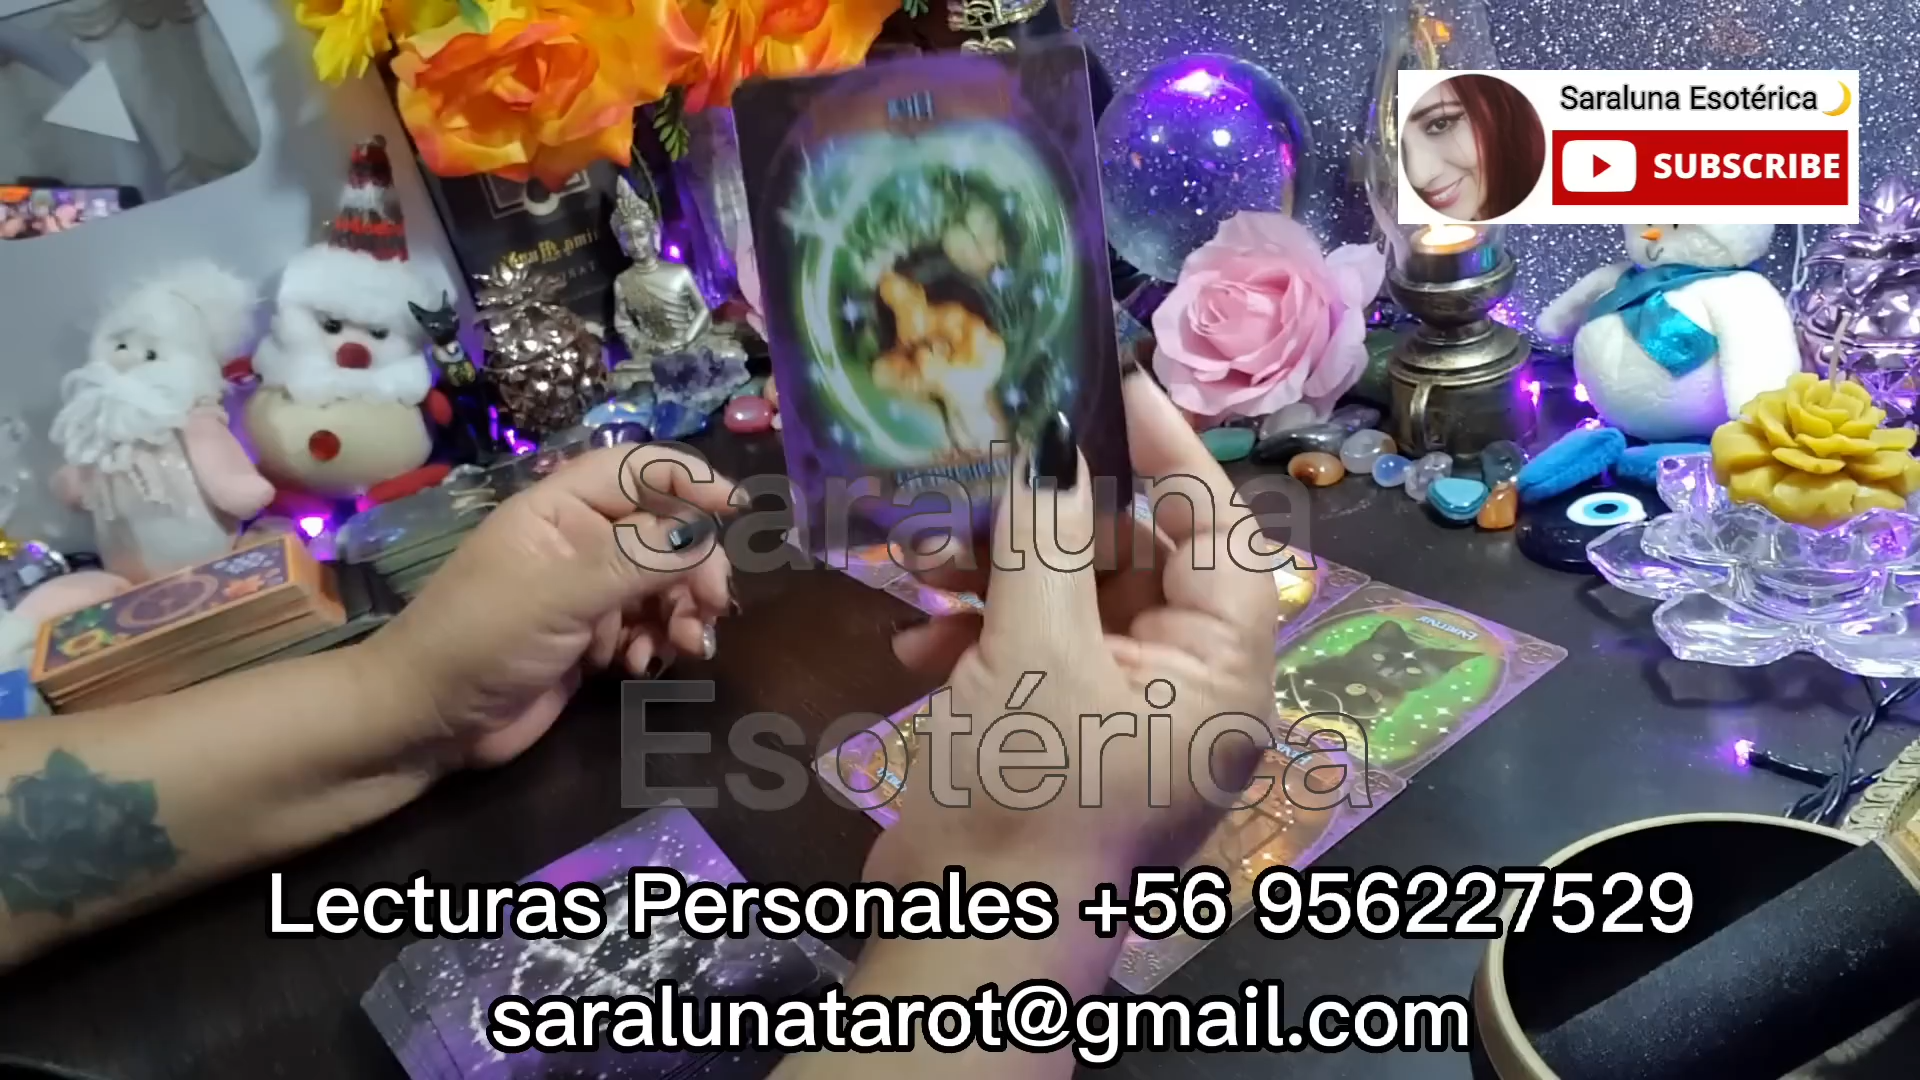 Saraluna Esotérica🌙
SUBSCRIBE
Saraluna
Esotérica
Lecturas Personales +56 956227529
saralunatarot@gmail.com